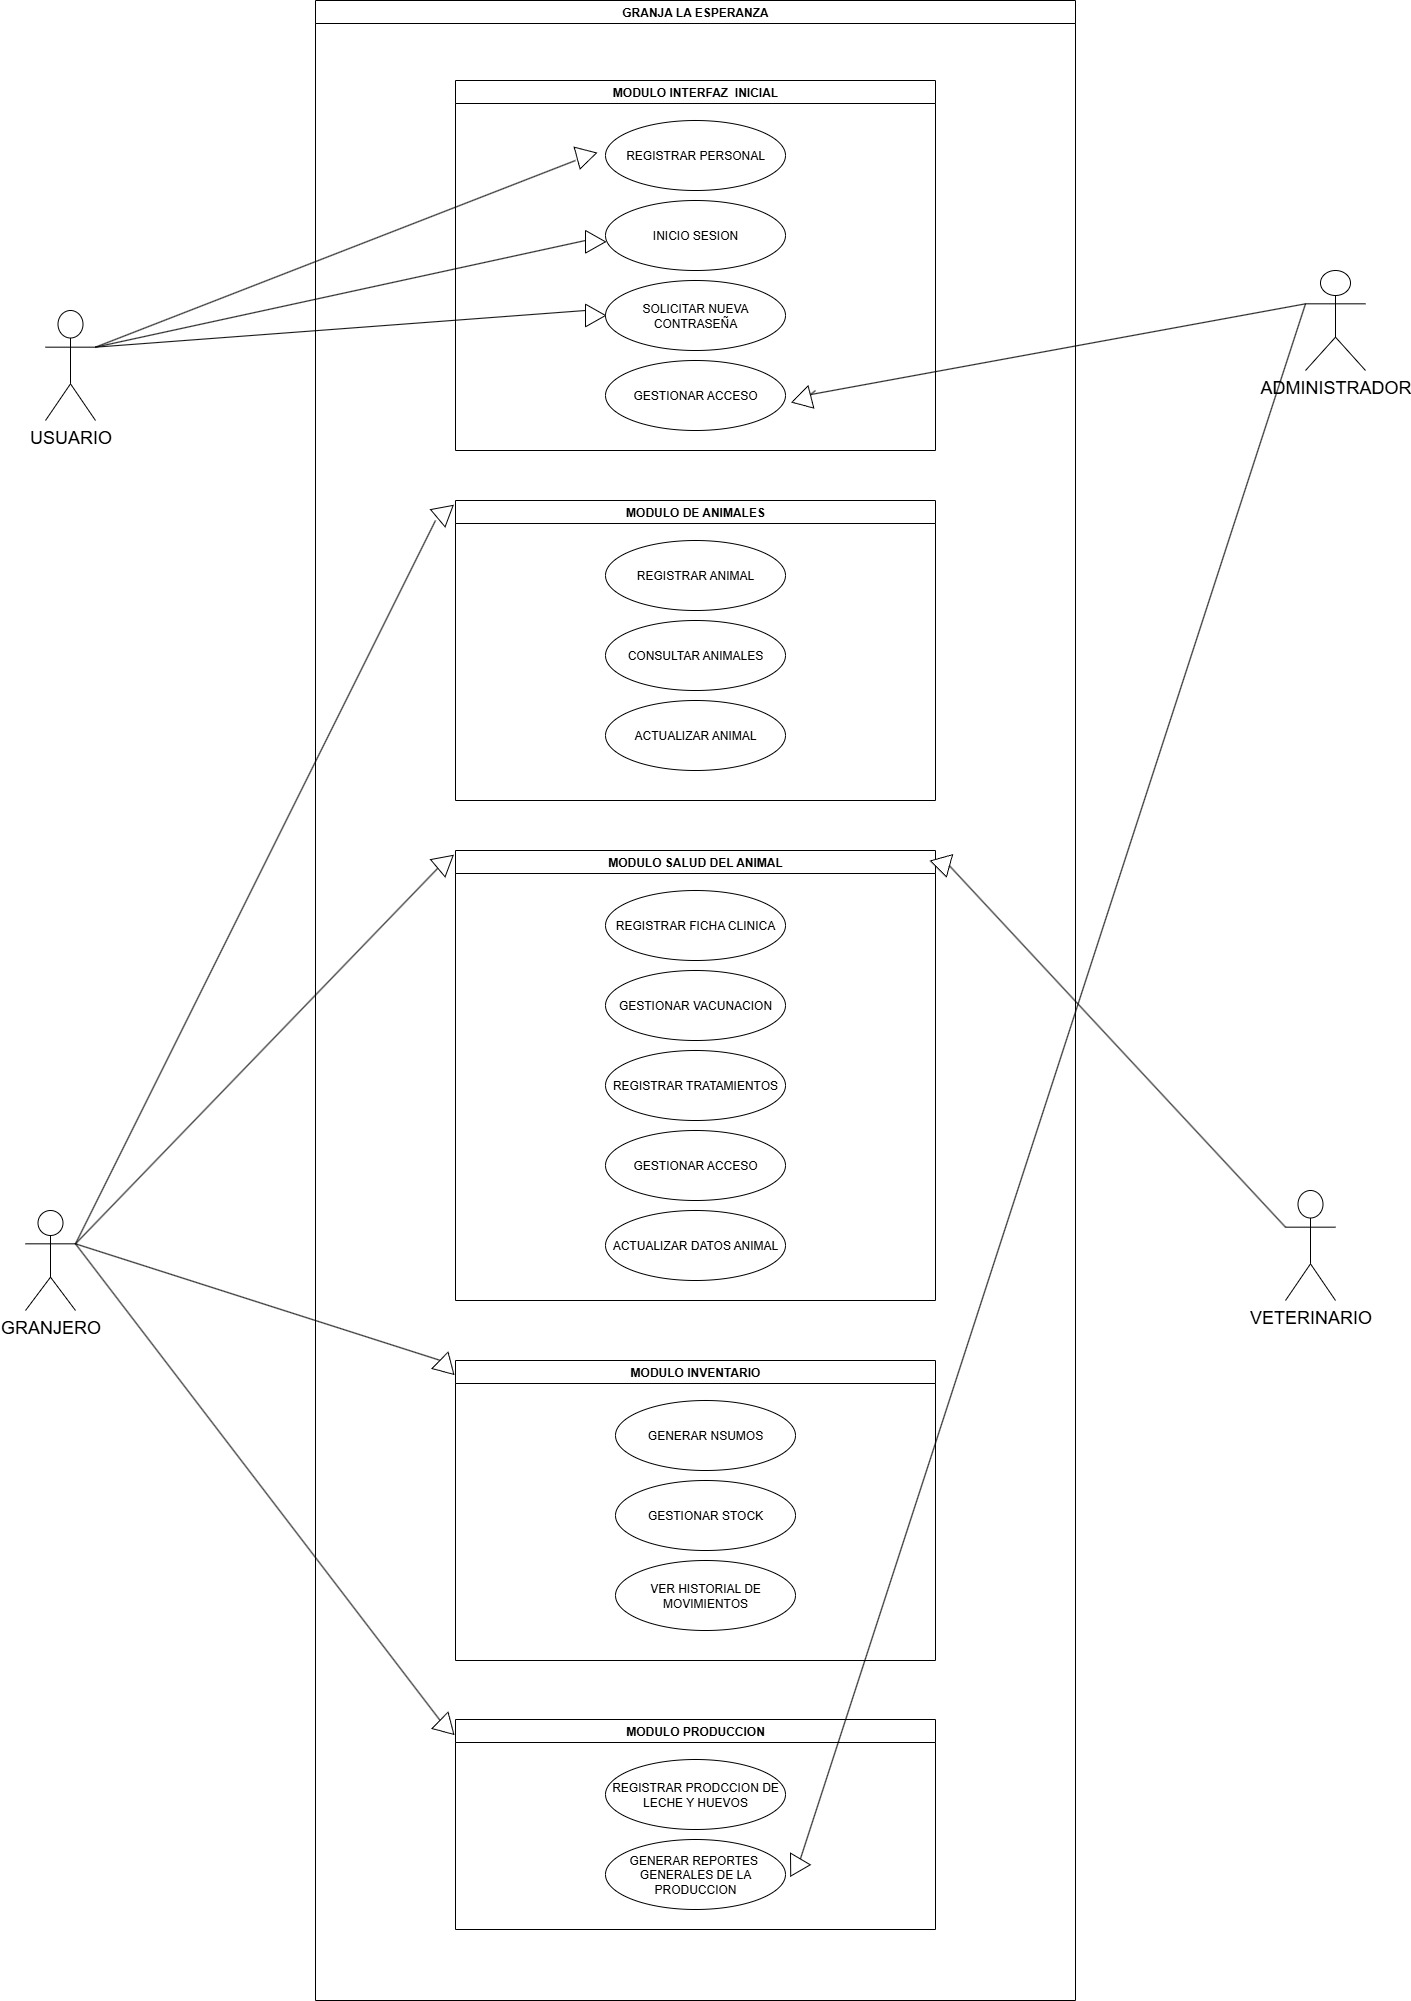 GRANJA LA ESPERANZA
MODULO INTERFAZ  INICIAL
REGISTRAR PERSONAL
INICIO SESION
SOLICITAR NUEVA
CONTRASEÑA
GESTIONAR ACCESO
USUARIO
ADMINISTRADOR
MODULO DE ANIMALES
REGISTRAR ANIMAL
CONSULTAR ANIMALES
ACTUALIZAR ANIMAL
MODULO SALUD DEL ANIMAL
REGISTRAR FICHA CLINICA
GESTIONAR VACUNACION
REGISTRAR TRATAMIENTOS
GESTIONAR ACCESO
ACTUALIZAR DATOS ANIMAL
GRANJERO
VETERINARIO
MODULO INVENTARIO
GENERAR NSUMOS
GESTIONAR STOCK
VER HISTORIAL DE
MOVIMIENTOS
MODULO PRODUCCION
REGISTRAR PRODCCION DE
LECHE Y HUEVOS
GENERAR REPORTES
GENERALES DE LA
PRODUCCION